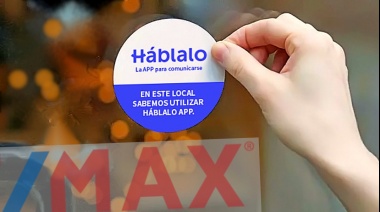 Háblalo
La APP para comunicarse
EN ESTE LOCAL
SABEMOS UTILIZAR
HÁBLALO APP.
/MAX®